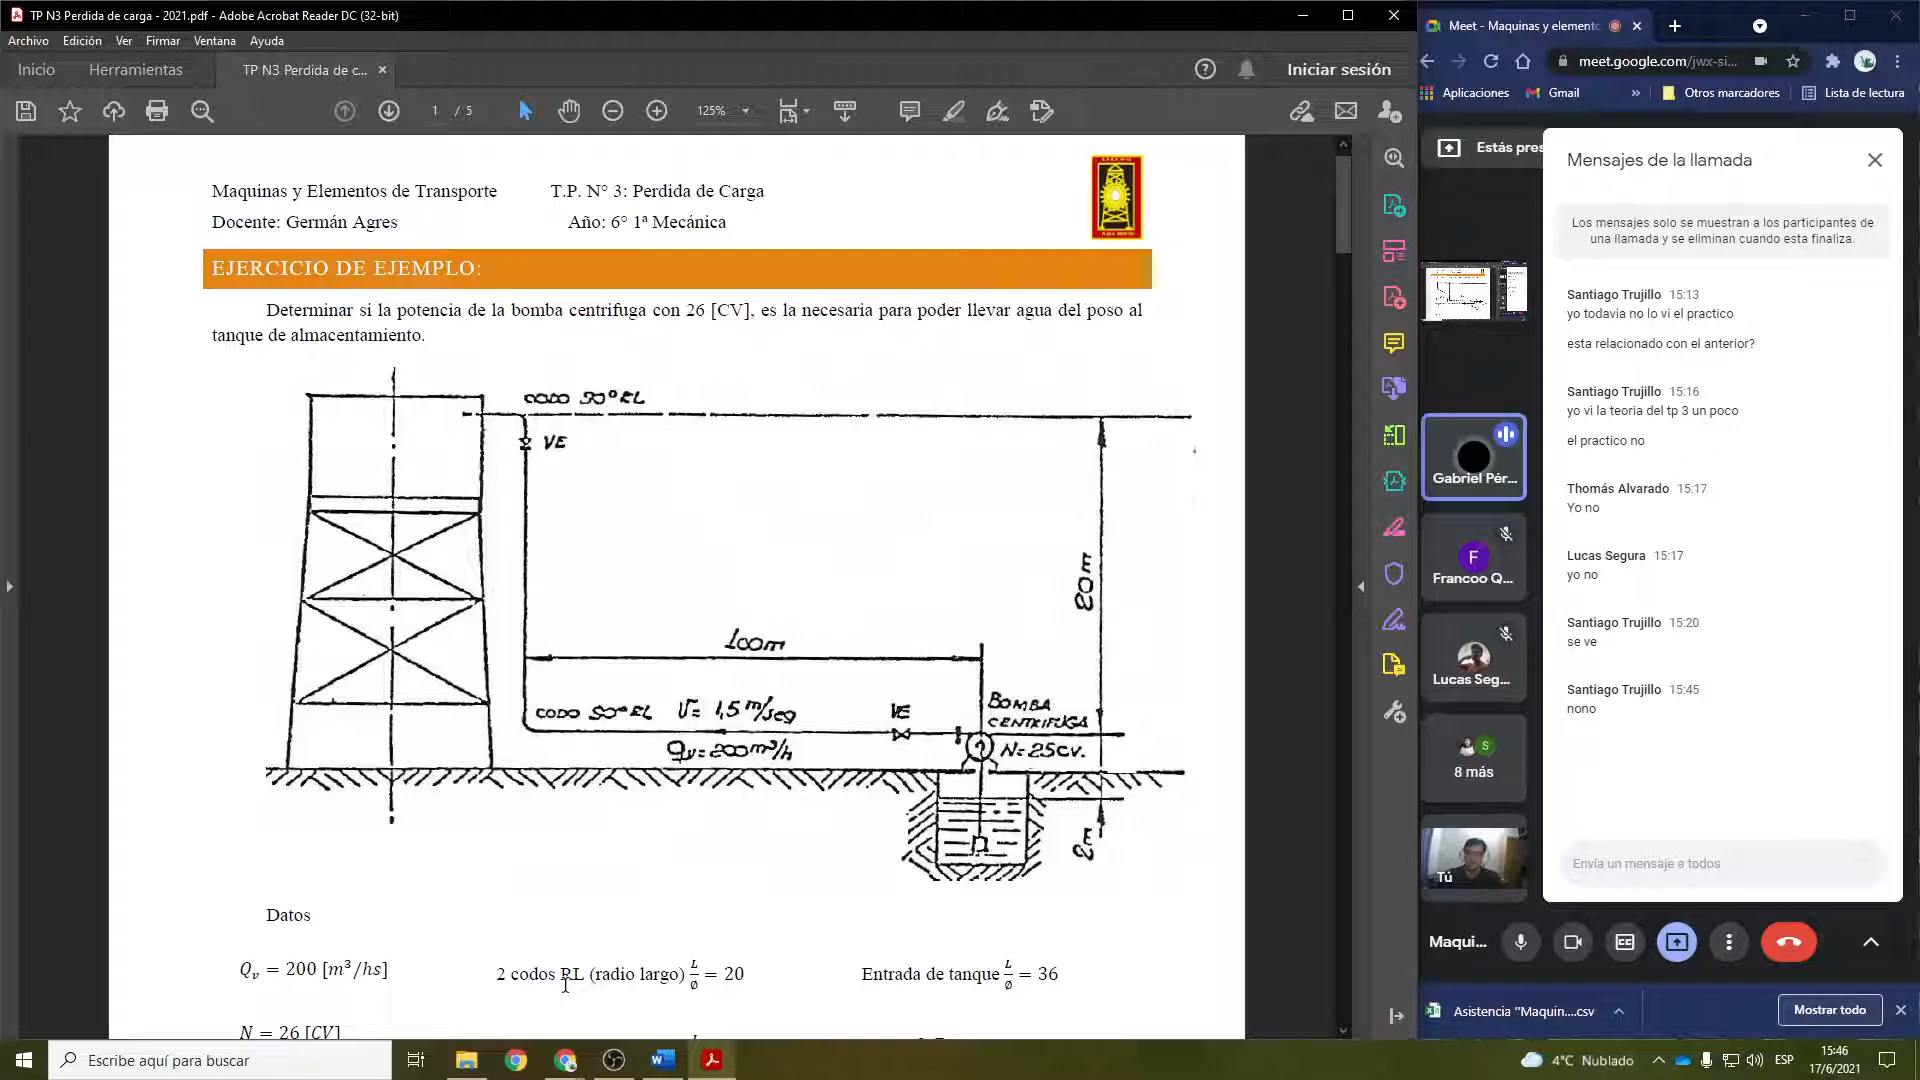 TP N3 Perdida de carga - 2021.pdf - Adobe Acrobat Reader DC (32-bit)
Archivo Edición Ver Firmar Ventana Ayuda
Inicio Herramientas TP N3 Perdida de c... Iniciar sesión
1 / 5 125%
Maquinas y Elementos de Transporte T.P. N° 3: Perdida de Carga
Docente: Germán Agres Año: 6° 1ª Mecánica
EJERCICIO DE EJEMPLO:
Determinar si la potencia de la bomba centrifuga con 26 [CV], es la necesaria para poder llevar agua del poso al
tanque de almacentamiento.
CODO 90° RL
VE
20m
100m
CODO 90° RL V= 1,5 m/seg VE BOMBA
CENTRIFUGA
Qv=200m³/h N=25CV.
2m
Datos
Qv = 200 [m³/hs] 2 codos RL (radio largo) L/ø = 20 Entrada de tanque L/ø = 36
N = 26 [CV]
Meet - Maquinas y elemento
meet.google.com/jwx-si...
Aplicaciones Gmail » Otros marcadores Lista de lectura
Estás pres
Mensajes de la llamada
Los mensajes solo se muestran a los participantes de
una llamada y se eliminan cuando esta finaliza.
Santiago Trujillo 15:13
yo todavia no lo vi el practico
esta relacionado con el anterior?
Santiago Trujillo 15:16
yo vi la teoria del tp 3 un poco
el practico no
Thomás Alvarado 15:17
Yo no
Lucas Segura 15:17
yo no
Santiago Trujillo 15:20
se ve
Santiago Trujillo 15:45
nono
Envía un mensaje a todos
Gabriel Pér...
F
Francoo Q...
Lucas Seg...
S
8 más
Tú
Maqui...
Asistencia "Maquín....csv Mostrar todo
Escribe aquí para buscar
4°C Nublado ESP 15:46
17/6/2021